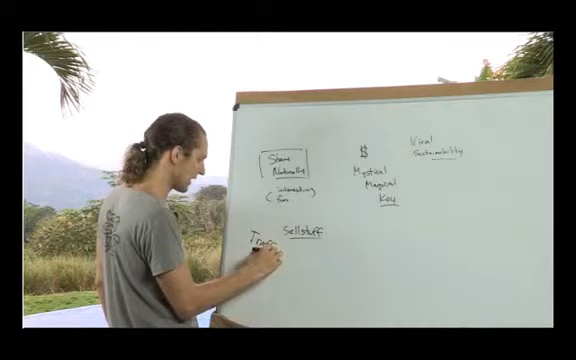 Share
Naturally
( interesting
fun
$
Mystical
Magical
Key
Viral
Sustainability
Sellstuff